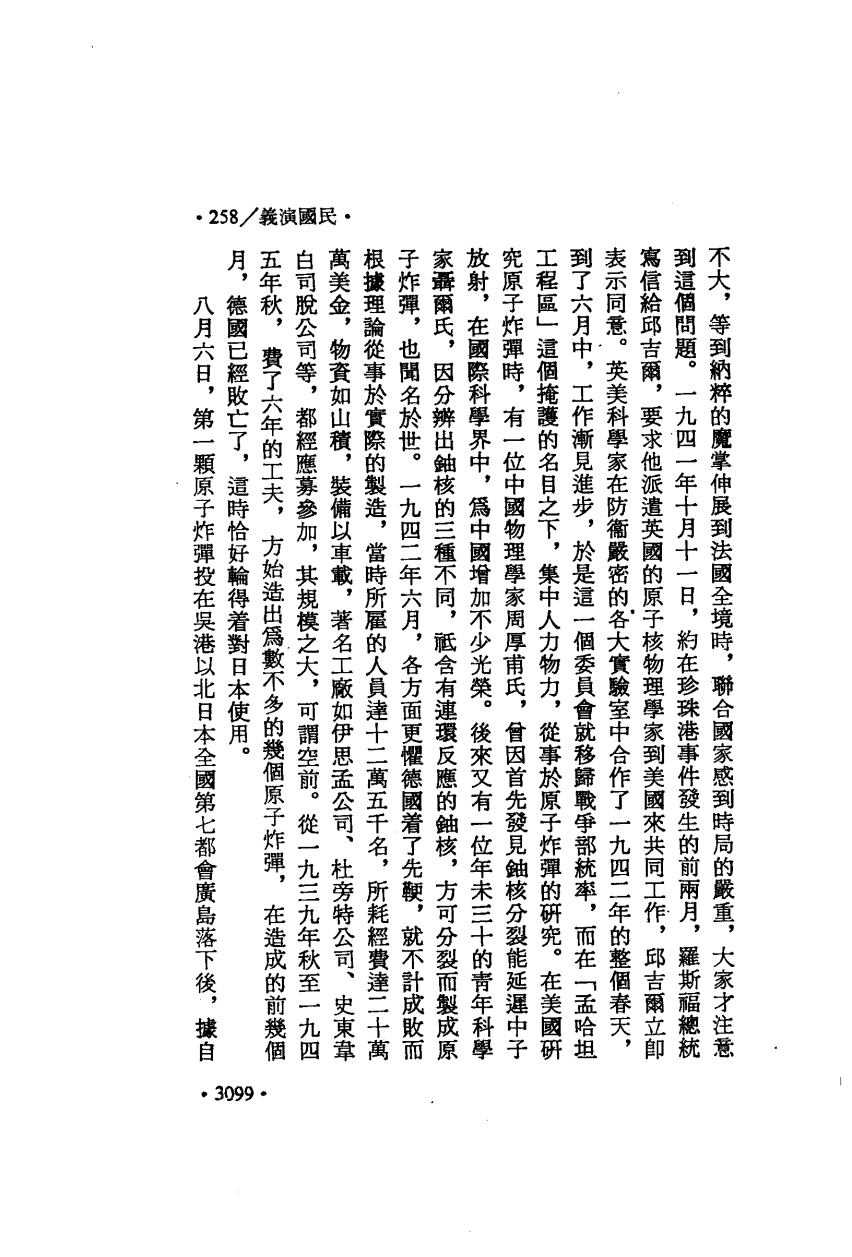 ·258/義演國民·
不大，等到納粹的魔掌伸展到法國全境時，聯合國家感到時局的嚴重，大家才注意
到這個問題。一九四一年十月十一日，約在珍珠港事件發生的前兩月，羅斯福總統
寫信給邱吉爾，要求他派遣英國的原子核物理學家到美國來共同工作，邱吉爾立卽
表示同意。英美科學家在防衞嚴密的各大實驗室中合作了一九四二年的整個春天，
到了六月中，工作漸見進步，於是這一個委員會就移歸戰爭部統率，而在「孟哈坦
工程區」這個掩護的名目之下，集中人力物力，從事於原子炸彈的研究。在美國研
究原子炸彈時，有一位中國物理學家周厚甫氏，曾因首先發見鈾核分裂能延遲中子
放射，在國際科學界中，爲中國增加不少光榮。後來又有一位年未三十的靑年科學
家聶爾氏，因分辨出鈾核的三種不同，祇含有連環反應的鈾核，方可分裂而製成原
子炸彈，也聞名於世。一九四二年六月，各方面更懼德國着了先鞭，就不計成敗而
根據理論從事於實際的製造，當時所雇的人員達十二萬五千名，所耗經費達二十萬
萬美金，物資如山積，裝備以車載，著名工廠如伊思孟公司、杜旁特公司、史東韋
白司脫公司等，都經應募參加，其規模之大，可謂空前。從一九三九年秋至一九四
五年秋，費了六年的工夫，方始造出爲數不多的幾個原子炸彈，在造成的前幾個
月，德國已經敗亡了，這時恰好輪得着對日本使用。
八月六日，第一顆原子炸彈投在吳港以北日本全國第七都會廣島落下後，據自
·3099·